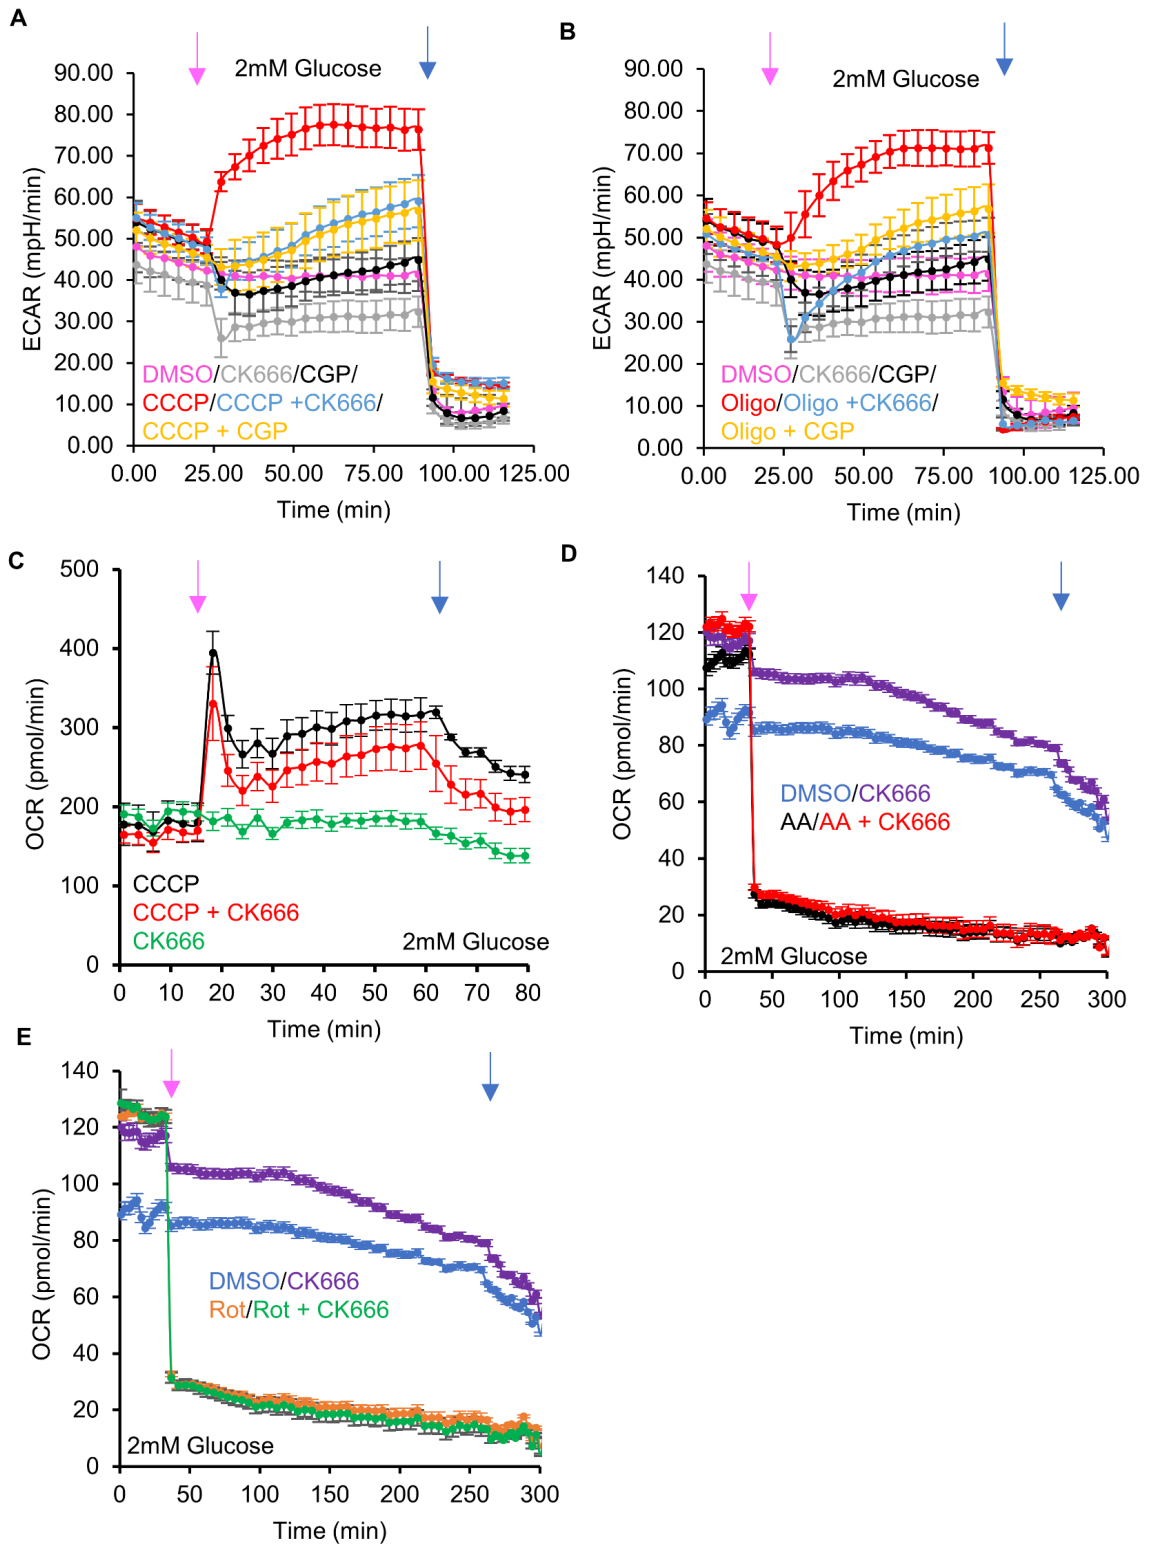 A
2mM Glucose
90.00
80.00
70.00
60.00
50.00
40.00
30.00
20.00
10.00
0.00
ECAR (mpH/min)
DMSO/CK666/CGP/
CCCP/CCCP +CK666/
CCCP + CGP
0.00 25.00 50.00 75.00 100.00 125.00
Time (min)
B
2mM Glucose
90.00
80.00
70.00
60.00
50.00
40.00
30.00
20.00
10.00
0.00
ECAR (mpH/min)
DMSO/CK666/CGP/
Oligo/Oligo +CK666/
Oligo + CGP
0.00 25.00 50.00 75.00 100.00 125.00
Time (min)
C
500
400
300
200
100
0
OCR (pmol/min)
CCCP
CCCP + CK666
CK666
2mM Glucose
0 10 20 30 40 50 60 70 80
Time (min)
D
140
120
100
80
60
40
20
0
OCR (pmol/min)
DMSO/CK666
AA/AA + CK666
2mM Glucose
0 50 100 150 200 250 300
Time (min)
E
140
120
100
80
60
40
20
0
OCR (pmol/min)
DMSO/CK666
Rot/Rot + CK666
2mM Glucose
0 50 100 150 200 250 300
Time (min)